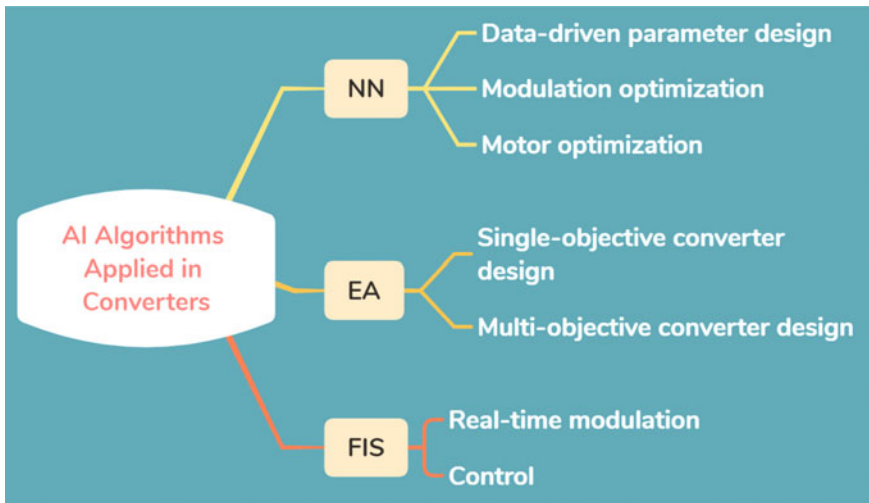 AI Algorithms
Applied in
Converters
NN
Data-driven parameter design
Modulation optimization
Motor optimization
EA
Single-objective converter
design
Multi-objective converter design
FIS
Real-time modulation
Control